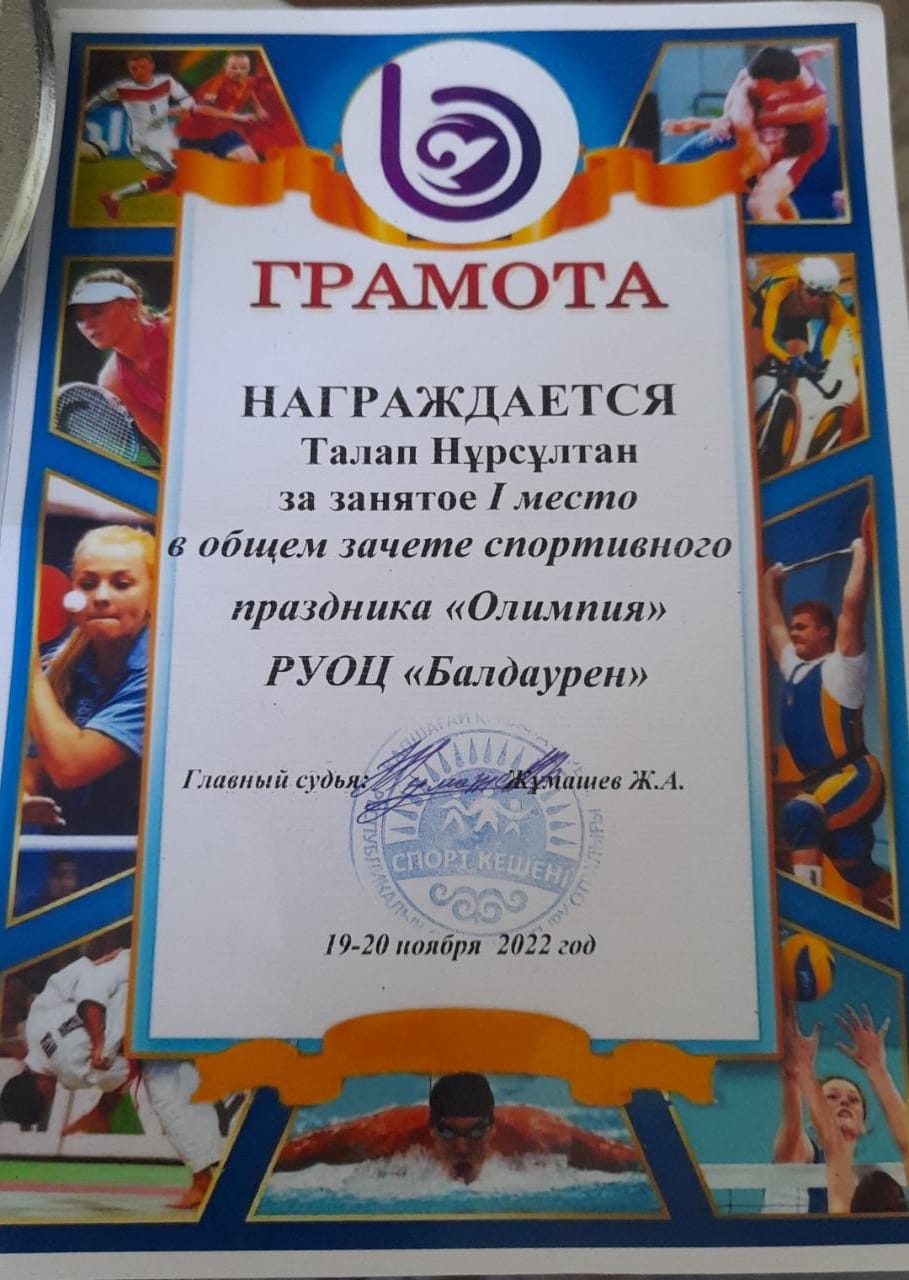 ГРАМОТА
НАГРАЖДАЕТСЯ
Талап Нұрсұлтан
за занятое I место
в общем зачете спортивного
праздника «Олимпия»
РУОЦ «Балдаурен»
Главный судья: Жұмашев Ж.А.
СПОРТ КЕШЕНІ
19-20 ноября 2022 год